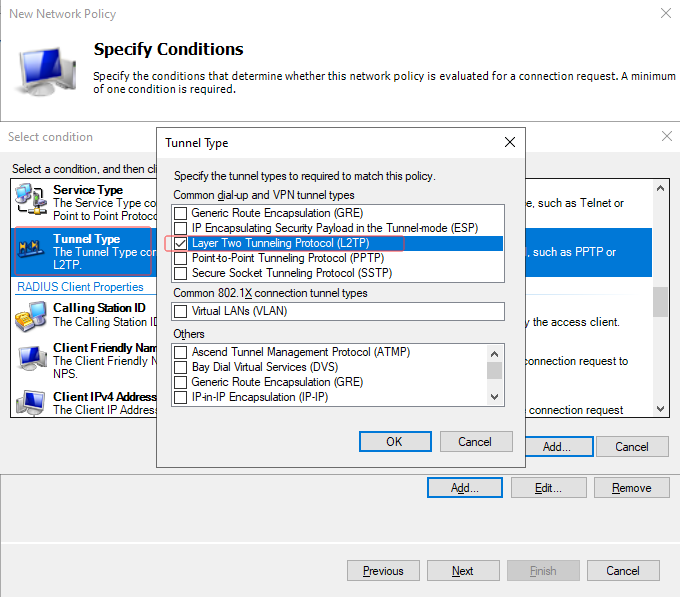 New Network Policy
Specify Conditions
Specify the conditions that determine whether this network policy is evaluated for a connection request. A minimum
of one condition is required.
Select condition
Select a condition, and then cli
Service Type
The Service Type co
Point to Point Protoco
e, such as Telnet or
Tunnel Type
The Tunnel Type con
L2TP.
, such as PPTP or
RADIUS Client Properties
Calling Station ID
The Calling Station ID
y the access client.
Client Friendly Nam
The Client Friendly N
NPS.
connection request to
Client IPv4 Address
The Client IP Address
connection request
Add...
Cancel
Tunnel Type
Specify the tunnel types to required to match this policy.
Common dial-up and VPN tunnel types
Generic Route Encapsulation (GRE)
IP Encapsulating Security Payload in the Tunnel-mode (ESP)
Layer Two Tunneling Protocol (L2TP)
Point-to-Point Tunneling Protocol (PPTP)
Secure Socket Tunneling Protocol (SSTP)
Common 802.1X connection tunnel types
Virtual LANs (VLAN)
Others
Ascend Tunnel Management Protocol (ATMP)
Bay Dial Virtual Services (DVS)
Generic Route Encapsulation (GRE)
IP-in-IP Encapsulation (IP-IP)
OK
Cancel
Add...
Edit...
Remove
Previous
Next
Finish
Cancel